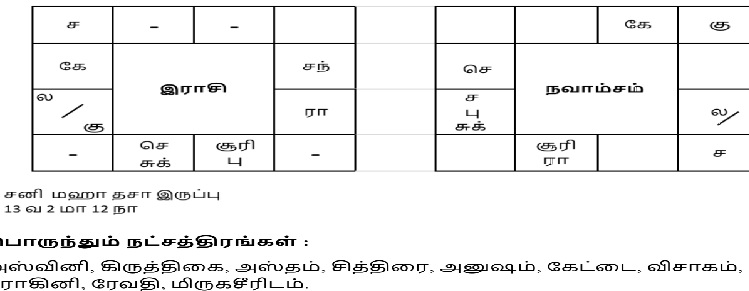 ச - -
கே
இராசி
சந்
ல
குு
ரா
-
செ
சுக்
சூரி
பு
-
கே கு
செ
நவாம்சம்
ச
பு
சுக்
ல
சூரி
ரா
ச
சனி மஹா தசா இருப்பு
13 வ 2 மா 12 நா
பொருந்தும் நட்சத்திரங்கள் :
அஸ்வினி, கிருத்திகை, அஸ்தம், சித்திரை, அனுஷம், கேட்டை, விசாகம்,
ராகினி, ரேவதி, மிருகசீரிடம்.